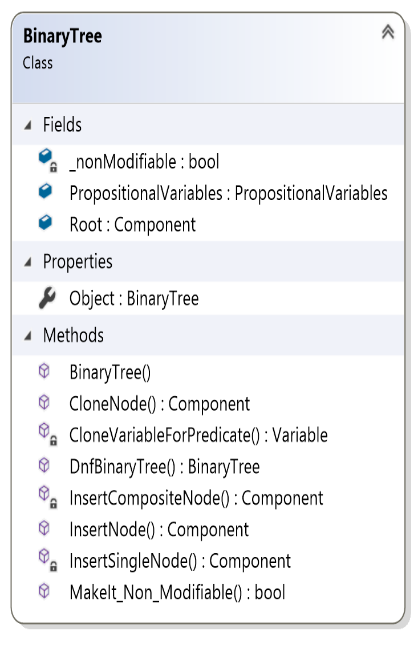 BinaryTree
Class
Fields
_nonModifiable : bool
PropositionalVariables : PropositionalVariables
Root : Component
Properties
Object : BinaryTree
Methods
BinaryTree()
CloneNode() : Component
CloneVariableForPredicate() : Variable
DnfBinaryTree() : BinaryTree
InsertCompositeNode() : Component
InsertNode() : Component
InsertSingleNode() : Component
MakeIt_Non_Modifiable() : bool